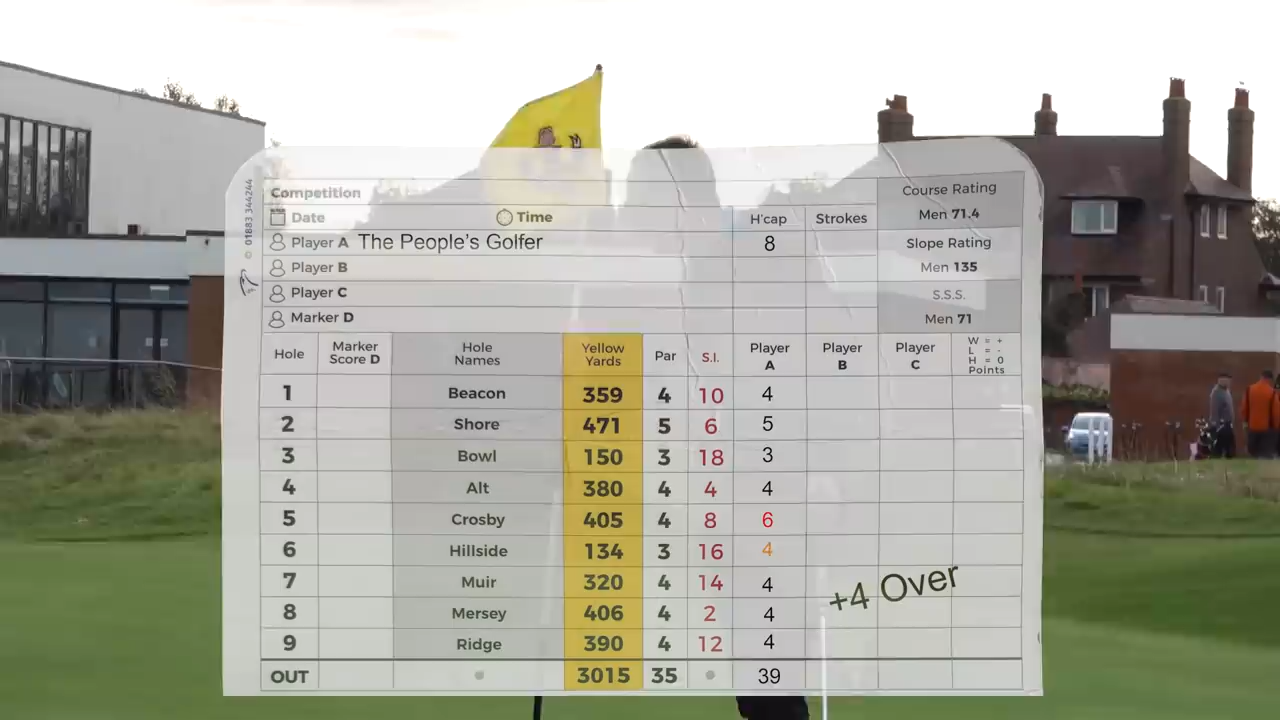 © 01883 344244
Competition
Date Time H'cap Strokes
Player A The People's Golfer 8
Player B
Player C
Marker D
Course Rating
Men 71.4
Slope Rating
Men 135
S.S.S.
Men 71
Hole Marker Score D Hole Names Yellow Yards Par S.I. Player A Player B Player C W = + L = - H = 0 Points
1 Beacon 359 4 10 4
2 Shore 471 5 6 5
3 Bowl 150 3 18 3
4 Alt 380 4 4 4
5 Crosby 405 4 8 6
6 Hillside 134 3 16 4
7 Muir 320 4 14 4
8 Mersey 406 4 2 4
9 Ridge 390 4 12 4
OUT 3015 35 39
+4 Over